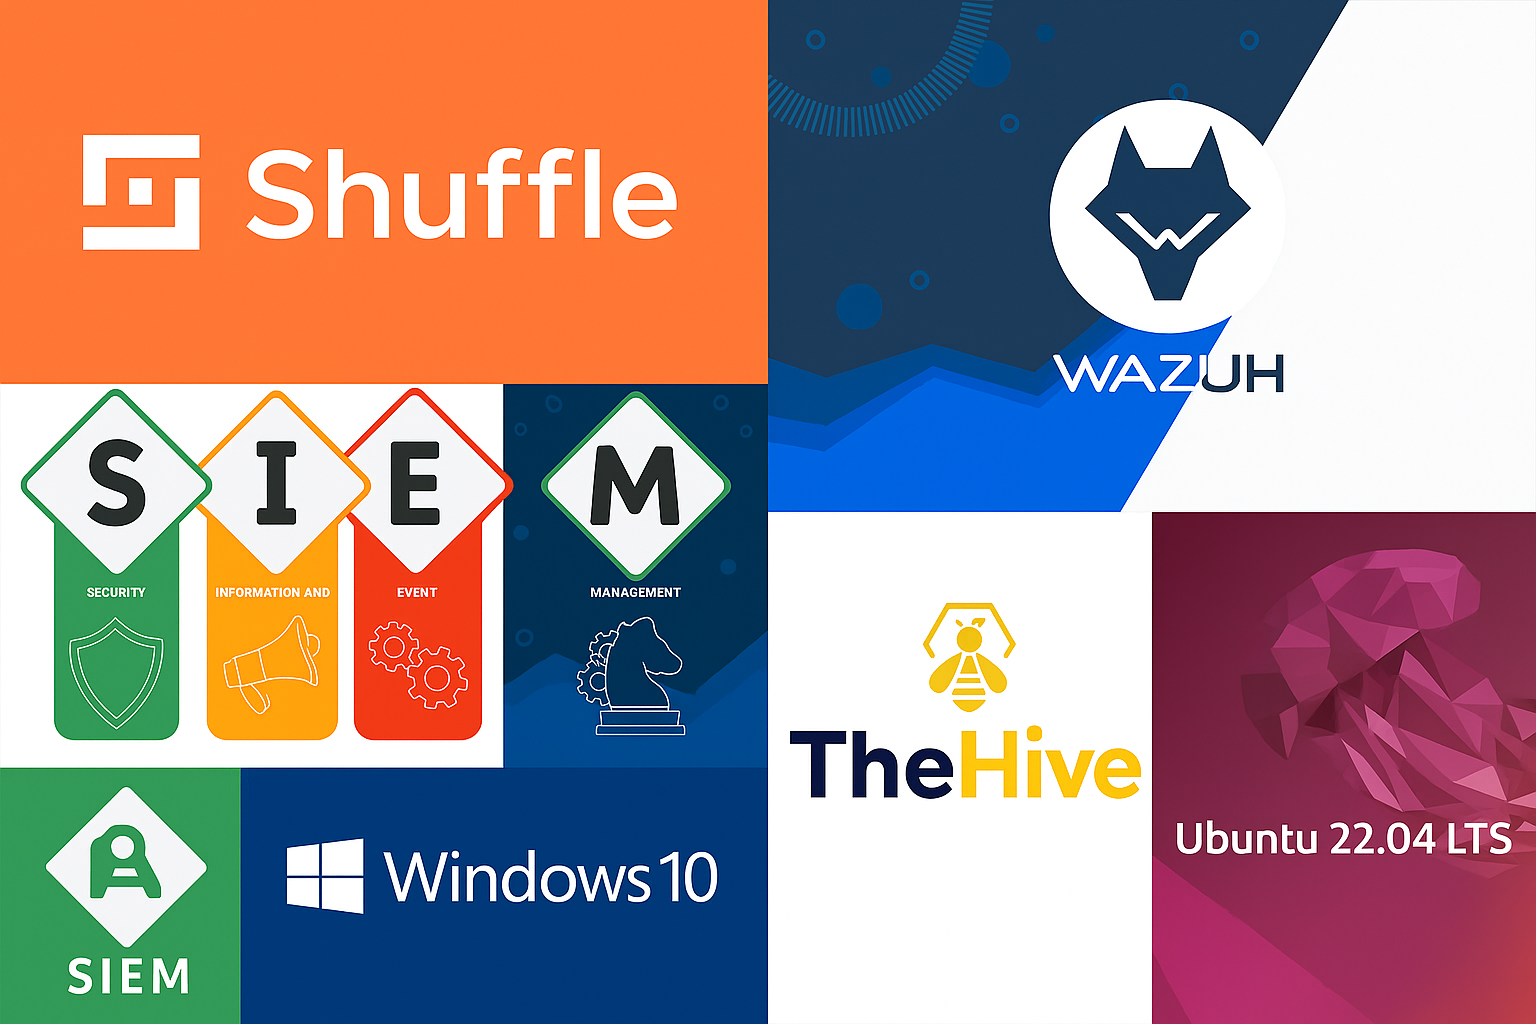 Shuffle
WAZUH
S I E M
SECURITY
INFORMATION AND
EVENT
MANAGEMENT
TheHive
Ubuntu 22.04 LTS
A
SIEM
Windows 10